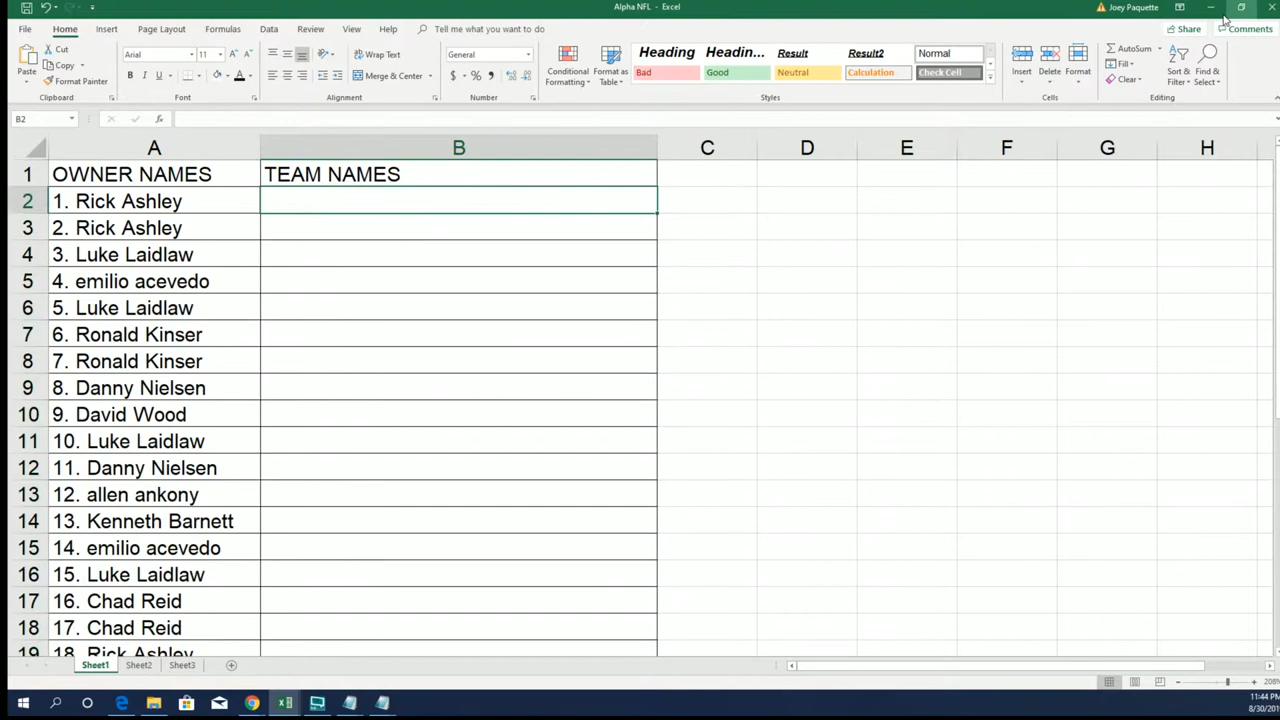 Alpha NFL - Excel
Joey Paquette
File Home Insert Page Layout Formulas Data Review View Help Tell me what you want to do
Share Comments
Paste
Cut
Copy
Format Painter
Clipboard
Arial 11
B I U
Font
Wrap Text
Merge & Center
Alignment
General
$ % ,
Number
Conditional Formatting
Format as Table
Heading Headin... Result Result2 Normal
Bad Good Neutral Calculation Check Cell
Styles
Insert Delete Format
Cells
AutoSum
Fill
Clear
Sort & Filter
Find & Select
Editing
B2
fx
A B C D E F G H
1 OWNER NAMES TEAM NAMES
2 1. Rick Ashley
3 2. Rick Ashley
4 3. Luke Laidlaw
5 4. emilio acevedo
6 5. Luke Laidlaw
7 6. Ronald Kinser
8 7. Ronald Kinser
9 8. Danny Nielsen
10 9. David Wood
11 10. Luke Laidlaw
12 11. Danny Nielsen
13 12. allen ankony
14 13. Kenneth Barnett
15 14. emilio acevedo
16 15. Luke Laidlaw
17 16. Chad Reid
18 17. Chad Reid
19 18. Rick Ashley
Sheet1 Sheet2 Sheet3
208%
11:44 PM
8/30/201